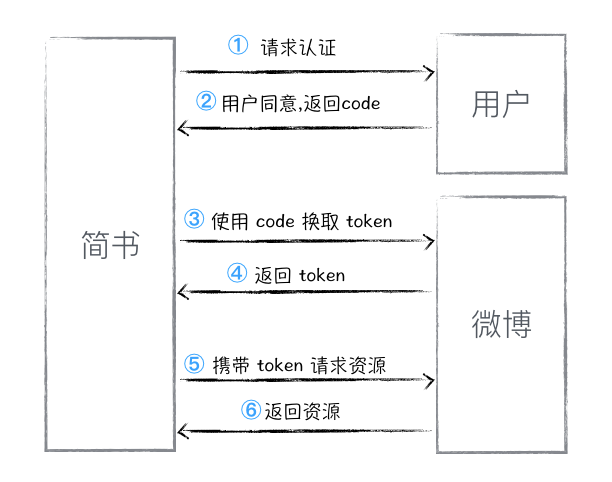 ① 请求认证
② 用户同意,返回code
用户
简书
③ 使用 code 换取 token
④ 返回 token
微博
⑤ 携带 token 请求资源
⑥ 返回资源